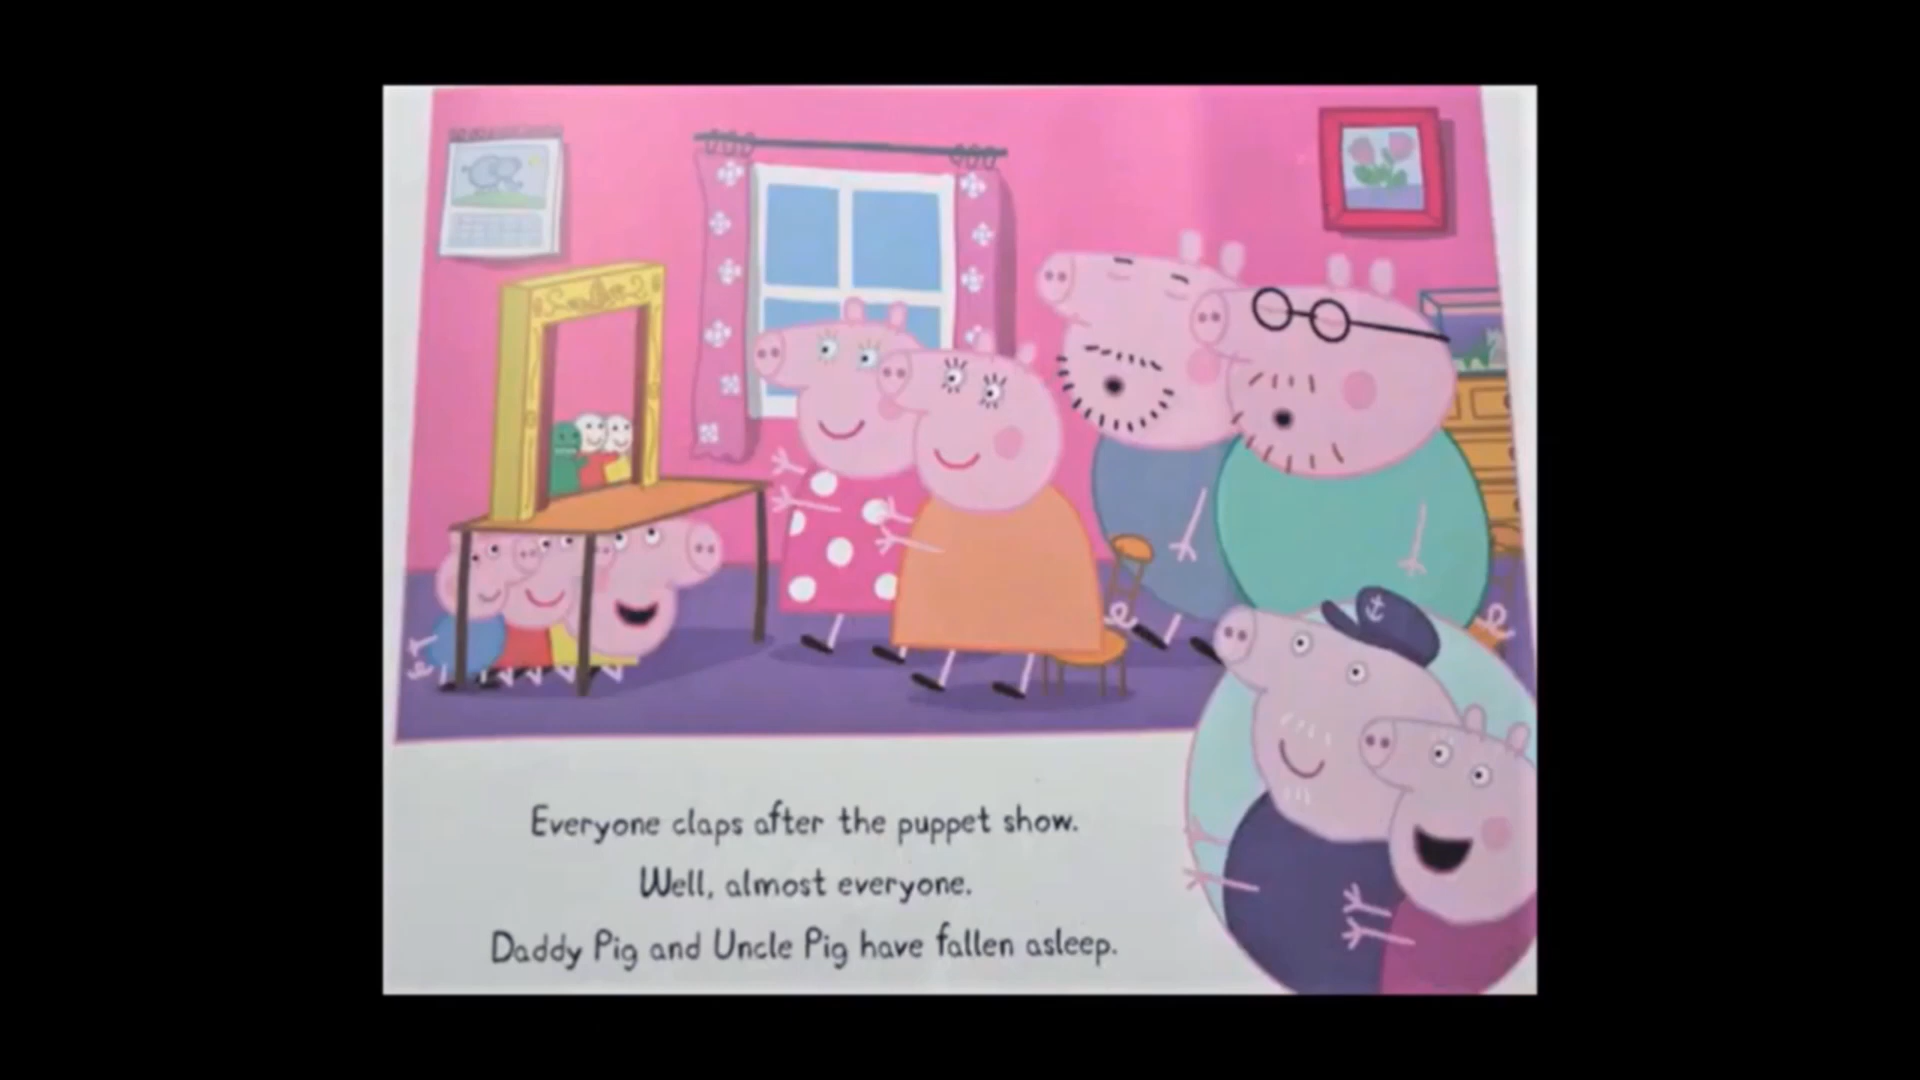 Everyone claps after the puppet show.
Well, almost everyone.
Daddy Pig and Uncle Pig have fallen asleep.